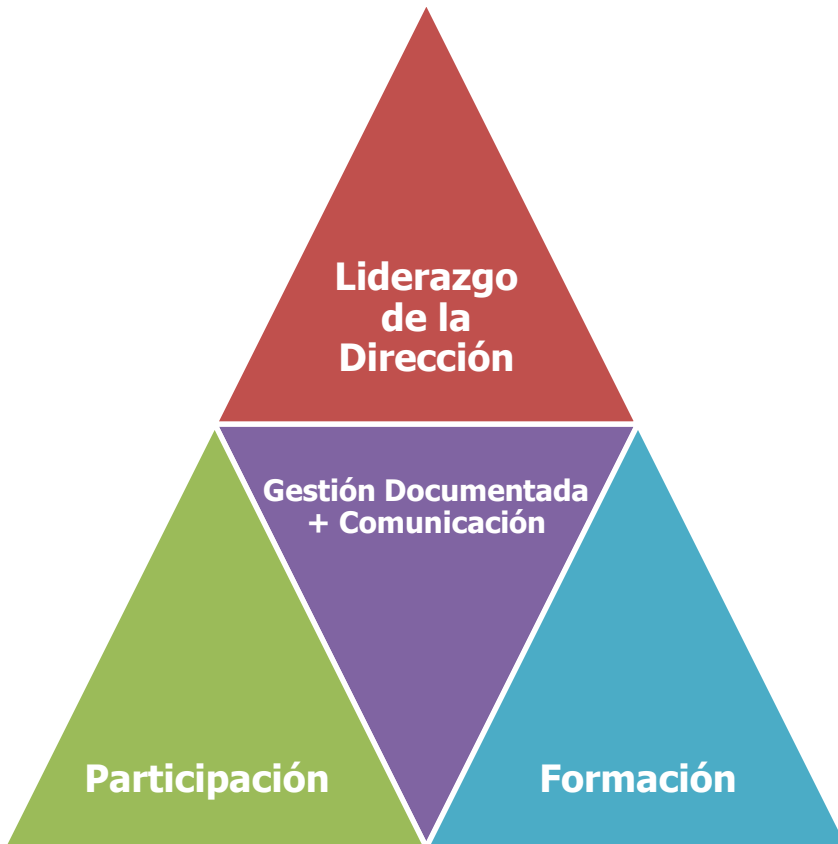 Liderazgo
de la
Dirección
Gestión Documentada
+ Comunicación
Participación
Formación